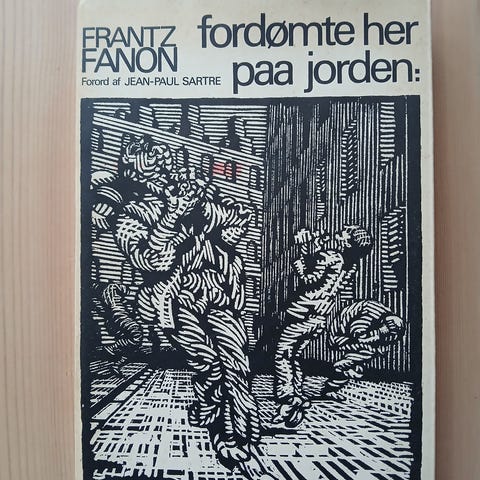 FRANTZ
FANON
Forord af JEAN-PAUL SARTRE
fordømte her
paa jorden: